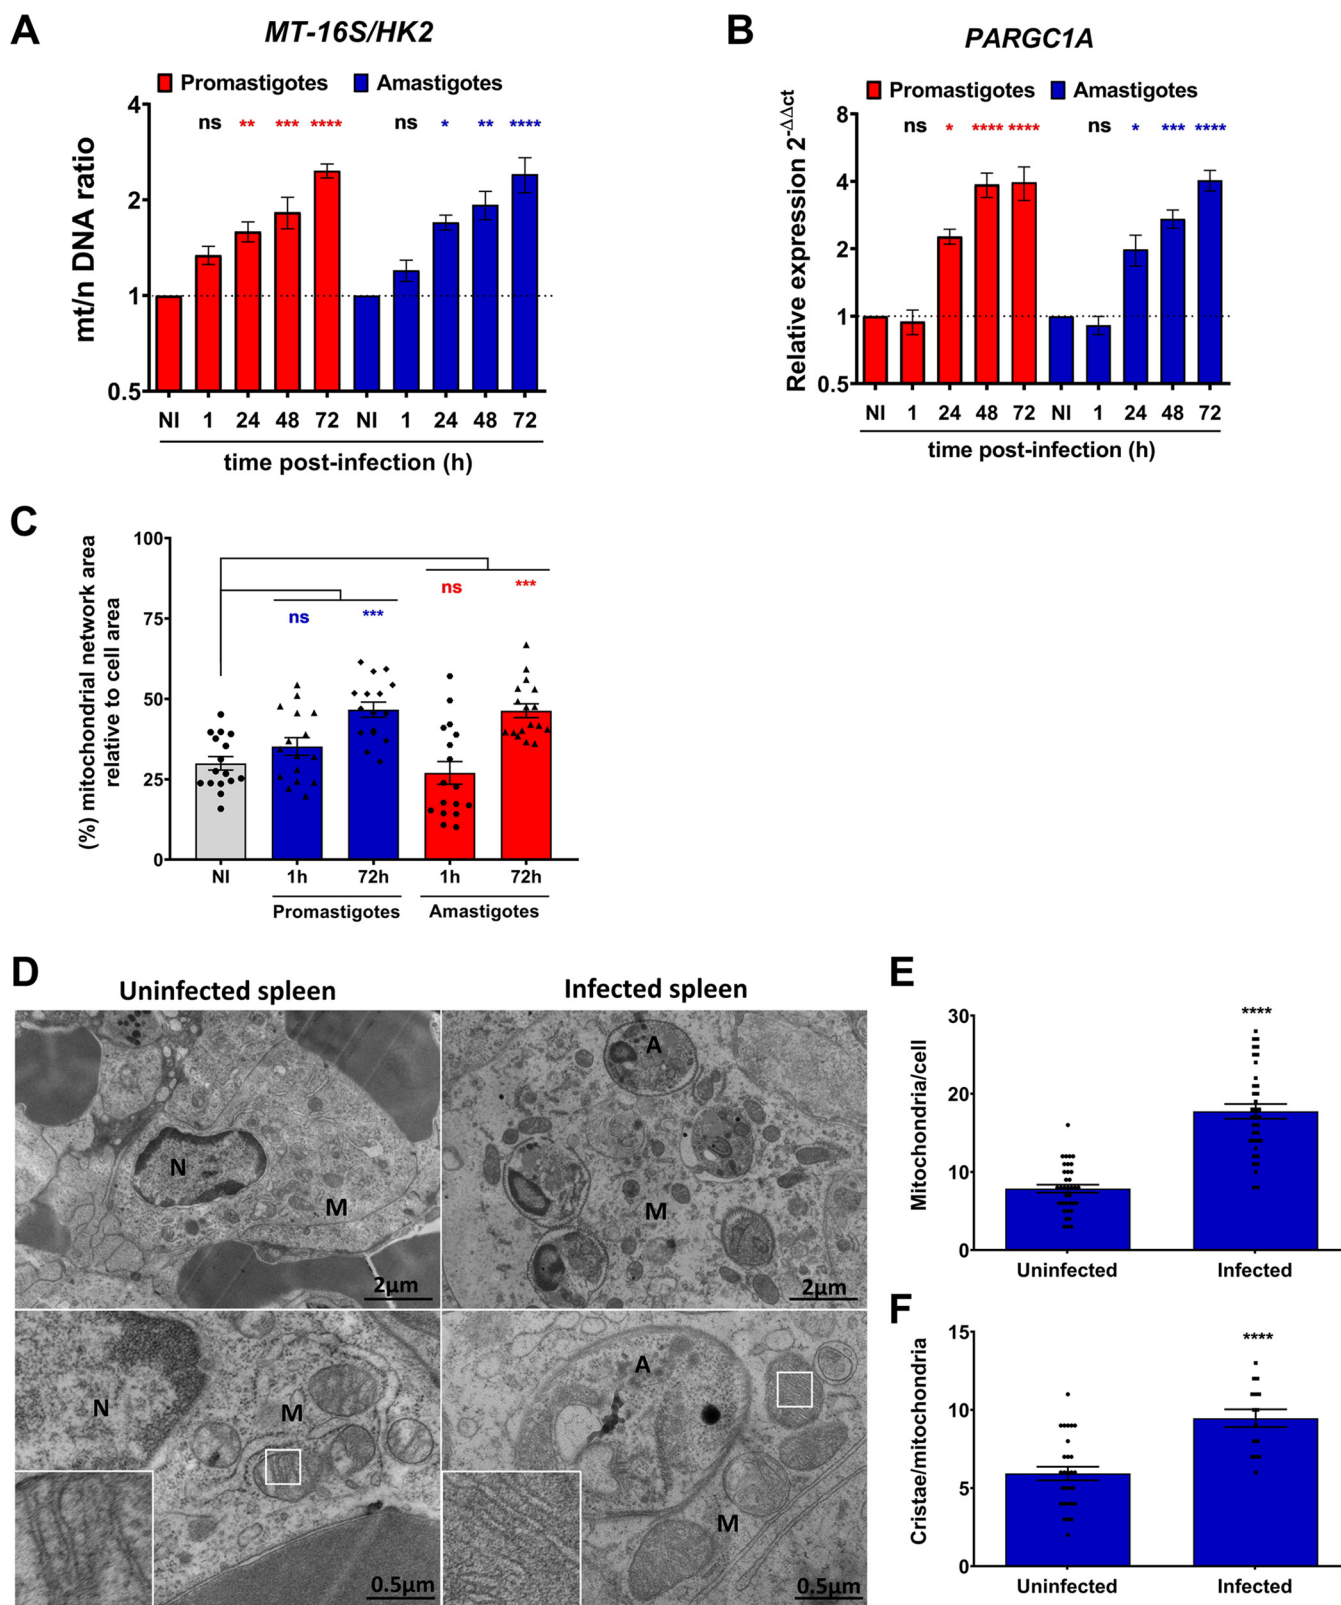 A
MT-16S/HK2
Promastigotes Amastigotes
mt/n DNA ratio
4
2
1
0.5
ns ** *** **** ns * ** ****
NI 1 24 48 72 NI 1 24 48 72
time post-infection (h)
B
PARGC1A
Promastigotes Amastigotes
Relative expression 2^-ΔΔct
8
4
2
1
0.5
ns * **** **** ns * *** ****
NI 1 24 48 72 NI 1 24 48 72
time post-infection (h)
C
(%) mitochondrial network area
relative to cell area
100
75
50
25
0
ns *** ns ***
NI 1h 72h 1h 72h
Promastigotes Amastigotes
D
Uninfected spleen Infected spleen
N
M
2μm
A
M
2μm
N
M
0.5μm
A
M
0.5μm
E
Mitochondria/cell
30
20
10
0
****
Uninfected Infected
F
Cristae/mitochondria
15
10
5
0
****
Uninfected Infected